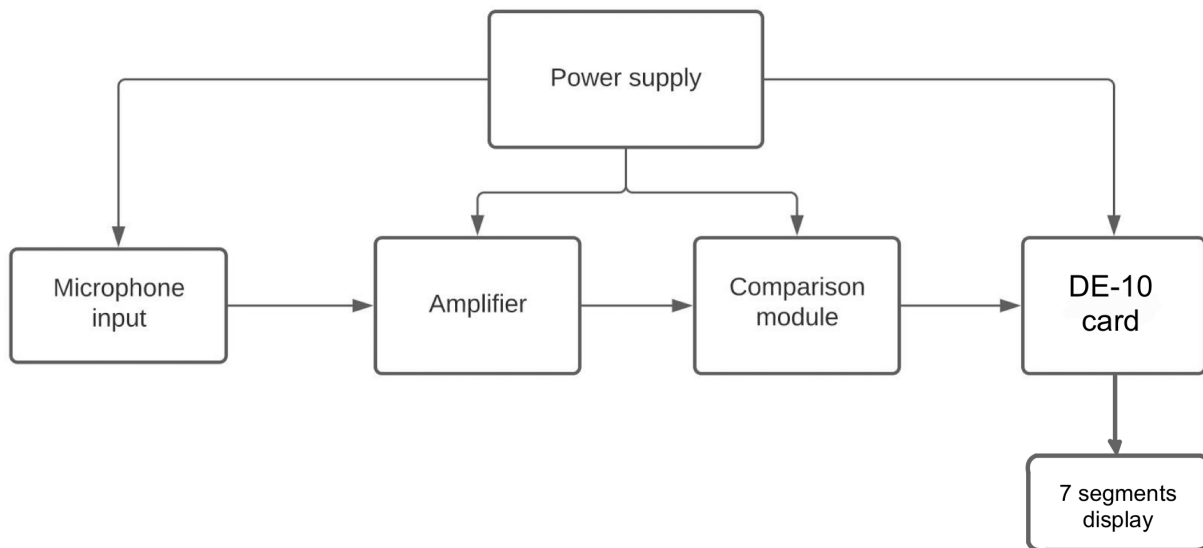 Power supply
Microphone
input
Amplifier
Comparison
module
DE-10
card
7 segments
display